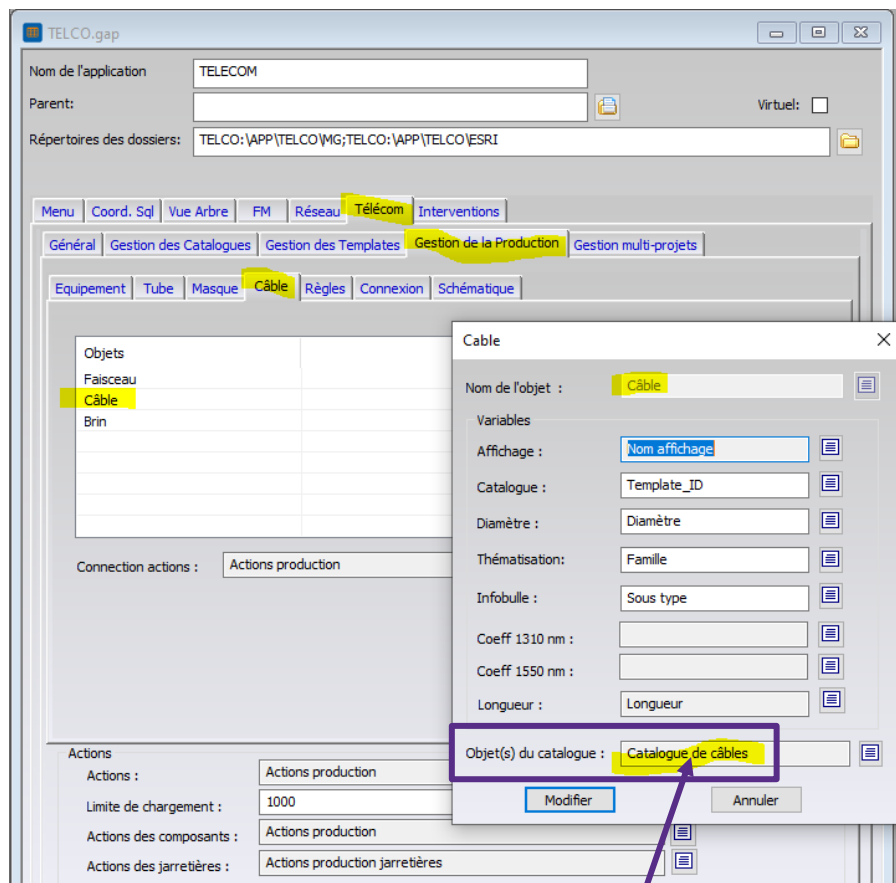 TELCO.gap
Nom de l'application TELECOM
Parent: Virtuel:
Répertoires des dossiers: TELCO:\APP\TELCO\MG;TELCO:\APP\TELCO\ESRI
Menu Coord. Sql Vue Arbre FM Réseau Télécom Interventions
Général Gestion des Catalogues Gestion des Templates Gestion de la Production Gestion multi-projets
Equipement Tube Masque Câble Règles Connexion Schématique
Objets
Faisceau
Câble
Brin
Connection actions : Actions production
Cable
Nom de l'objet : Câble
Variables
Affichage : Nom affichage
Catalogue : Template_ID
Diamètre : Diamètre
Thématisation: Famille
Infobulle : Sous type
Coeff 1310 nm :
Coeff 1550 nm :
Longueur : Longueur
Objet(s) du catalogue : Catalogue de câbles
Modifier Annuler
Actions
Actions : Actions production
Limite de chargement : 1000
Actions des composants : Actions production
Actions des jarretières : Actions production jarretières